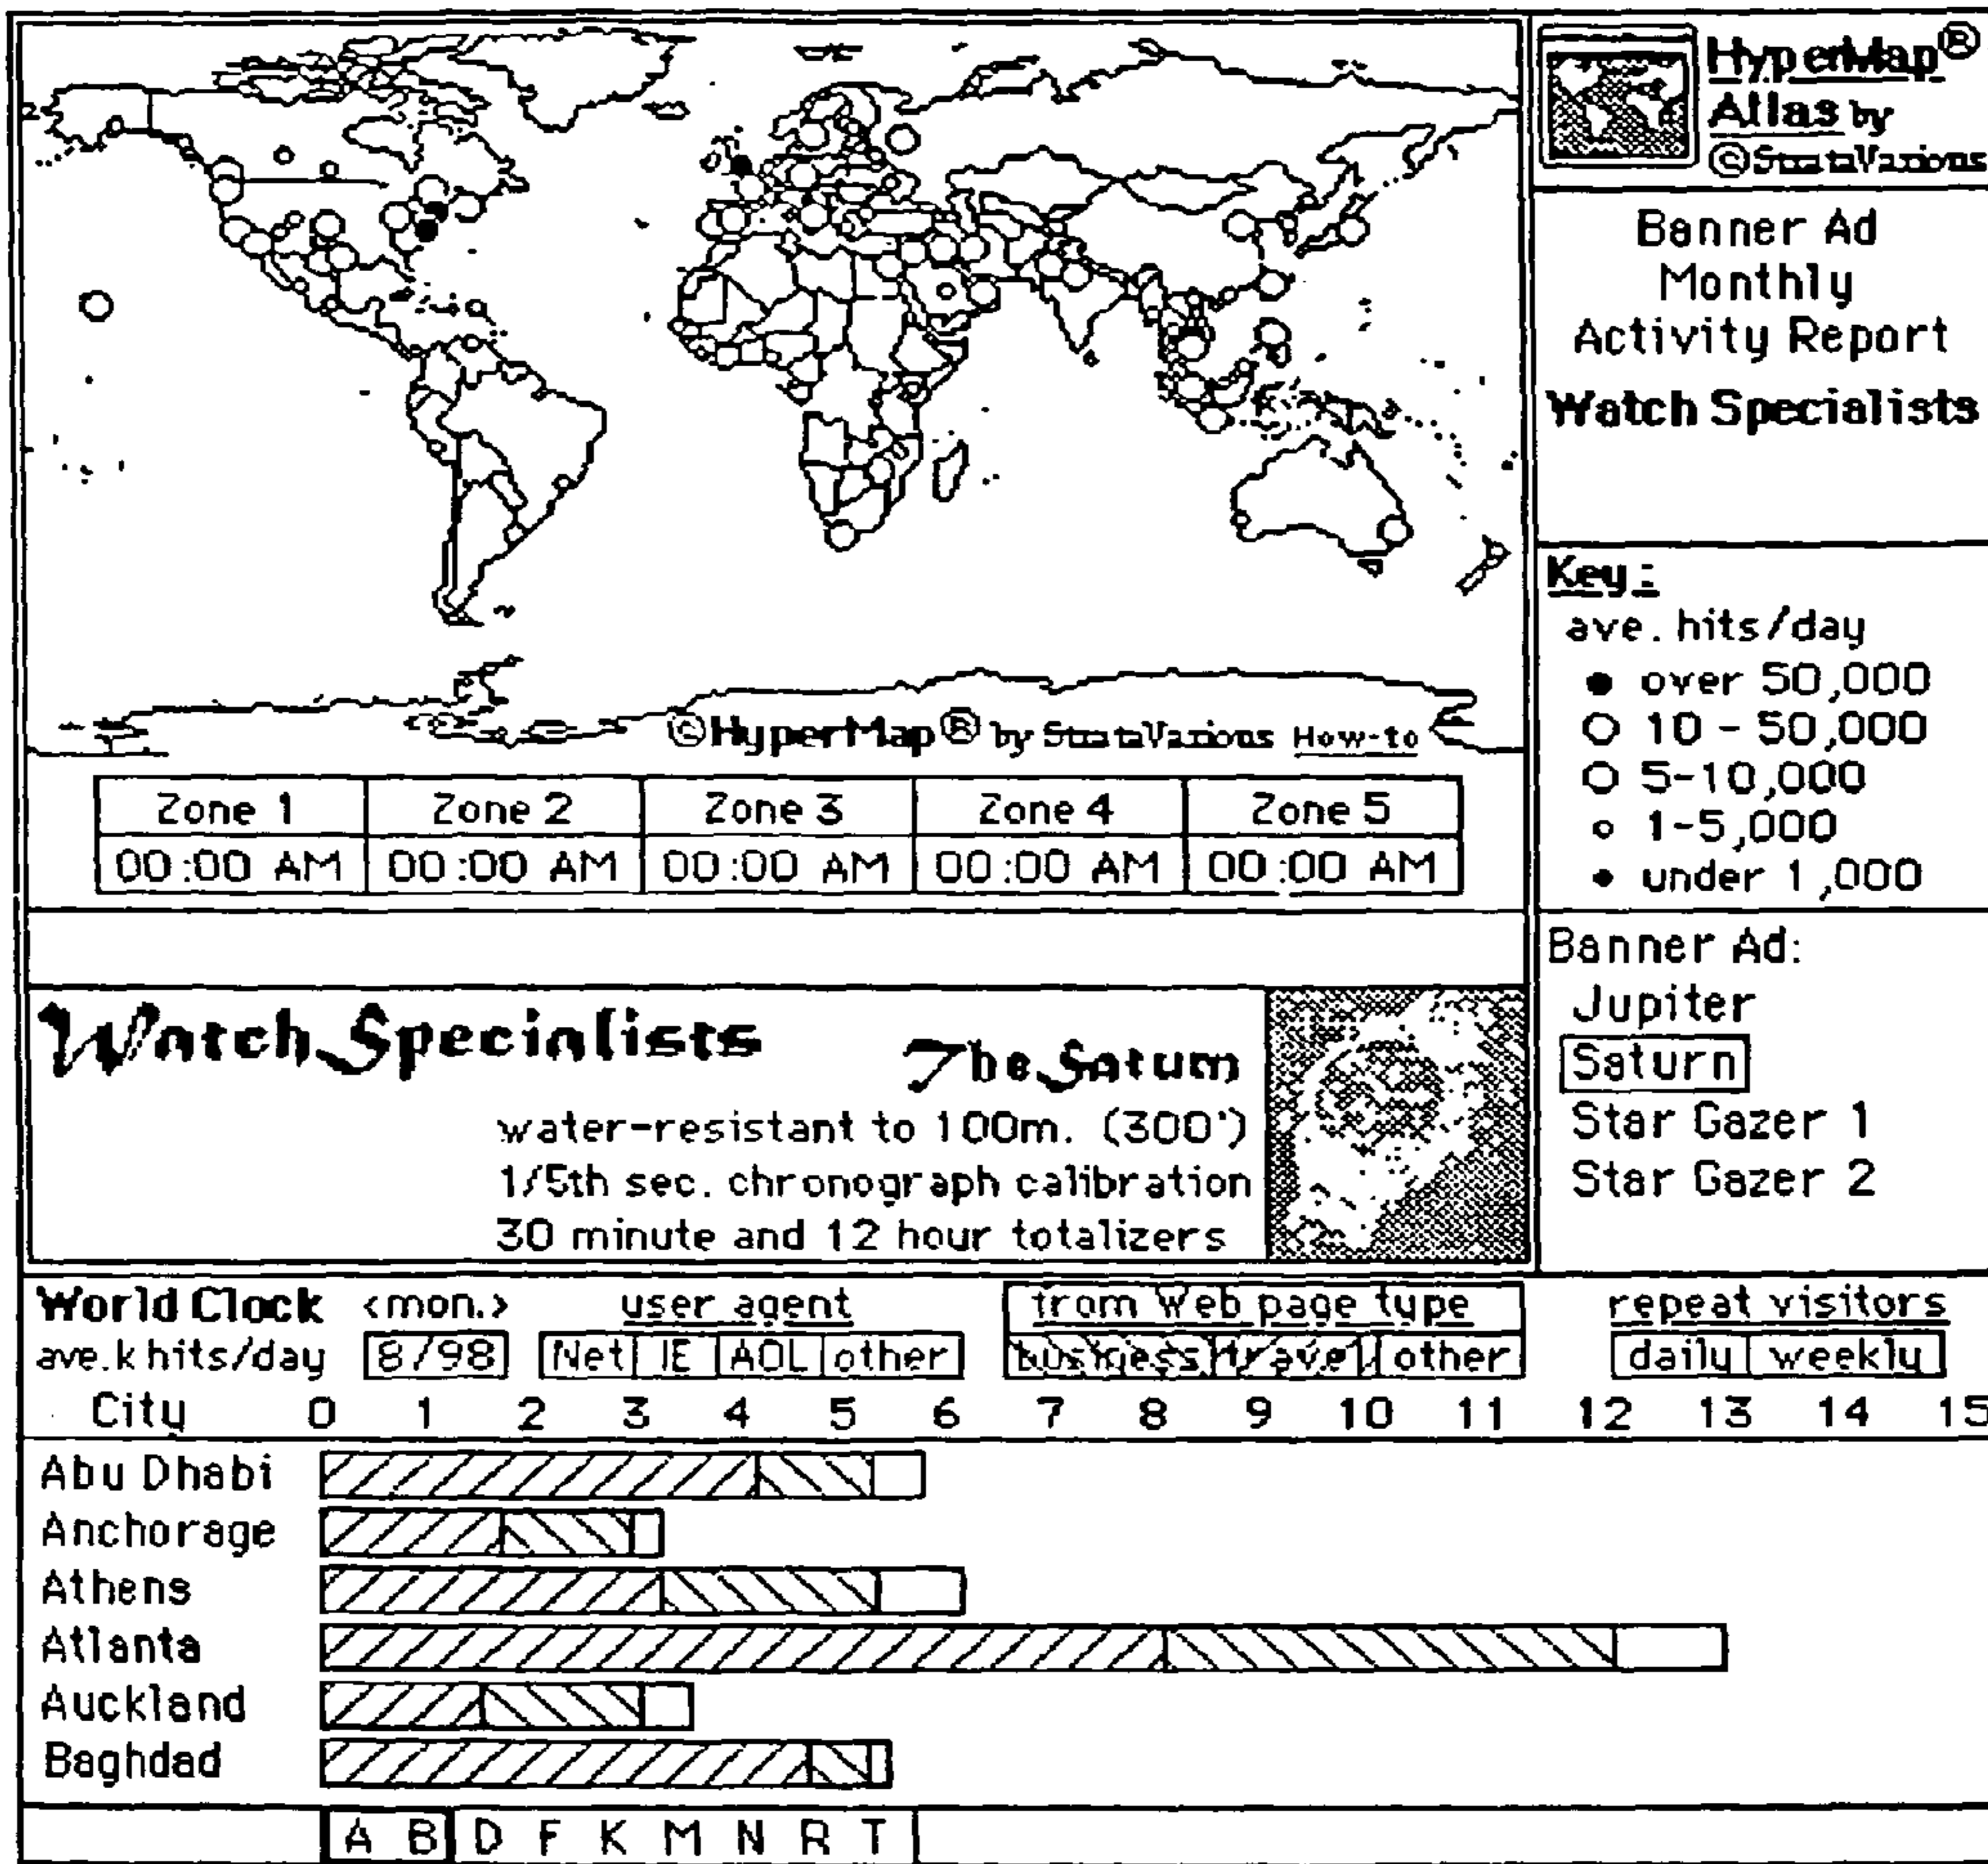 HyperMap®
Atlas by
©StrataVarious
Banner Ad
Monthly
Activity Report
Watch Specialists
Key:
ave. hits/day
over 50,000
10 - 50,000
5-10,000
1-5,000
under 1,000
©HyperMap® by StrataVarious How-to
Zone 1 Zone 2 Zone 3 Zone 4 Zone 5
00:00 AM 00:00 AM 00:00 AM 00:00 AM 00:00 AM
Banner Ad:
Jupiter
Saturn
Star Gazer 1
Star Gazer 2
Watch Specialists
The Saturn
water-resistant to 100m. (300')
1/5th sec. chronograph calibration
30 minute and 12 hour totalizers
World Clock <mon.> user agent from Web page type repeat visitors
ave.k hits/day 8/98 Net IE AOL other business travel other daily weekly
City 0 1 2 3 4 5 6 7 8 9 10 11 12 13 14 15
Abu Dhabi
Anchorage
Athens
Atlanta
Auckland
Baghdad
A B D F K M N R T